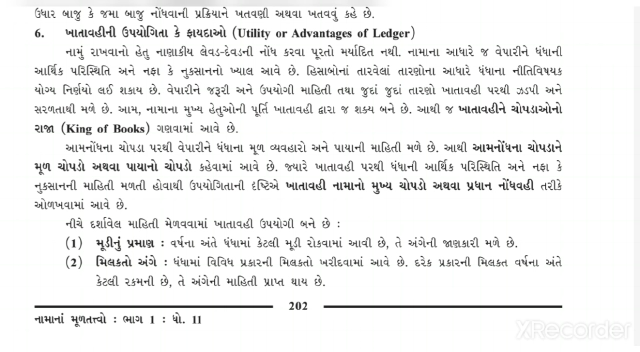 ઉધાર બાજુ કે જમા બાજુ નોંધવાની પ્રક્રિયાને ખતવણી અથવા ખતવવું કહે છે.
6. ખાતાવહીની ઉપયોગિતા કે ફાયદાઓ (Utility or Advantages of Ledger)
નામું રાખવાનો હેતુ નાણાકીય લેવડ-દેવડની નોંધ કરવા પૂરતો મર્યાદિત નથી. નામાના આધારે જ વેપારીને ધંધાની
આર્થિક પરિસ્થિતિ અને નફા કે નુકસાનનો ખ્યાલ આવે છે. હિસાબોનાં તારવેલાં તારણોના આધારે ધંધાના નીતિવિષયક
યોગ્ય નિર્ણયો લઈ શકાય છે. વેપારીને જરૂરી અને ઉપયોગી માહિતી તથા જુદાં જુદાં તારણો ખાતાવહી પરથી ઝડપી અને
સરળતાથી મળે છે. આમ, નામાના મુખ્ય હેતુઓની પૂર્તિ ખાતાવહી દ્વારા જ શક્ય બને છે. આથી જ ખાતાવહીને ચોપડાઓનો
રાજા (King of Books) ગણવામાં આવે છે.
આમનોંધના ચોપડા પરથી વેપારીને ધંધાના મૂળ વ્યવહારો અને પાયાની માહિતી મળે છે. આથી આમનોંધના ચોપડાને
મૂળ ચોપડો અથવા પાયાનો ચોપડો કહેવામાં આવે છે. જ્યારે ખાતાવહી પરથી ધંધાની આર્થિક પરિસ્થિતિ અને નફા કે
નુકસાનની માહિતી મળતી હોવાથી ઉપયોગિતાની દૃષ્ટિએ ખાતાવહી નામાનો મુખ્ય ચોપડો અથવા પ્રધાન નોંધવહી તરીકે
ઓળખવામાં આવે છે.
નીચે દર્શાવેલ માહિતી મેળવવામાં ખાતાવહી ઉપયોગી બને છે :
(1) મૂડીનું પ્રમાણ : વર્ષના અંતે ધંધામાં કેટલી મૂડી રોકવામાં આવી છે, તે અંગેની જાણકારી મળે છે.
(2) મિલકતો અંગે : ધંધામાં વિવિધ પ્રકારની મિલકતો ખરીદવામાં આવે છે. દરેક પ્રકારની મિલકત વર્ષના અંતે
કેટલી રકમની છે, તે અંગેની માહિતી પ્રાપ્ત થાય છે.
202
નામાનાં મૂળતત્ત્વો : ભાગ 1 : ધો. 11
XRecorder